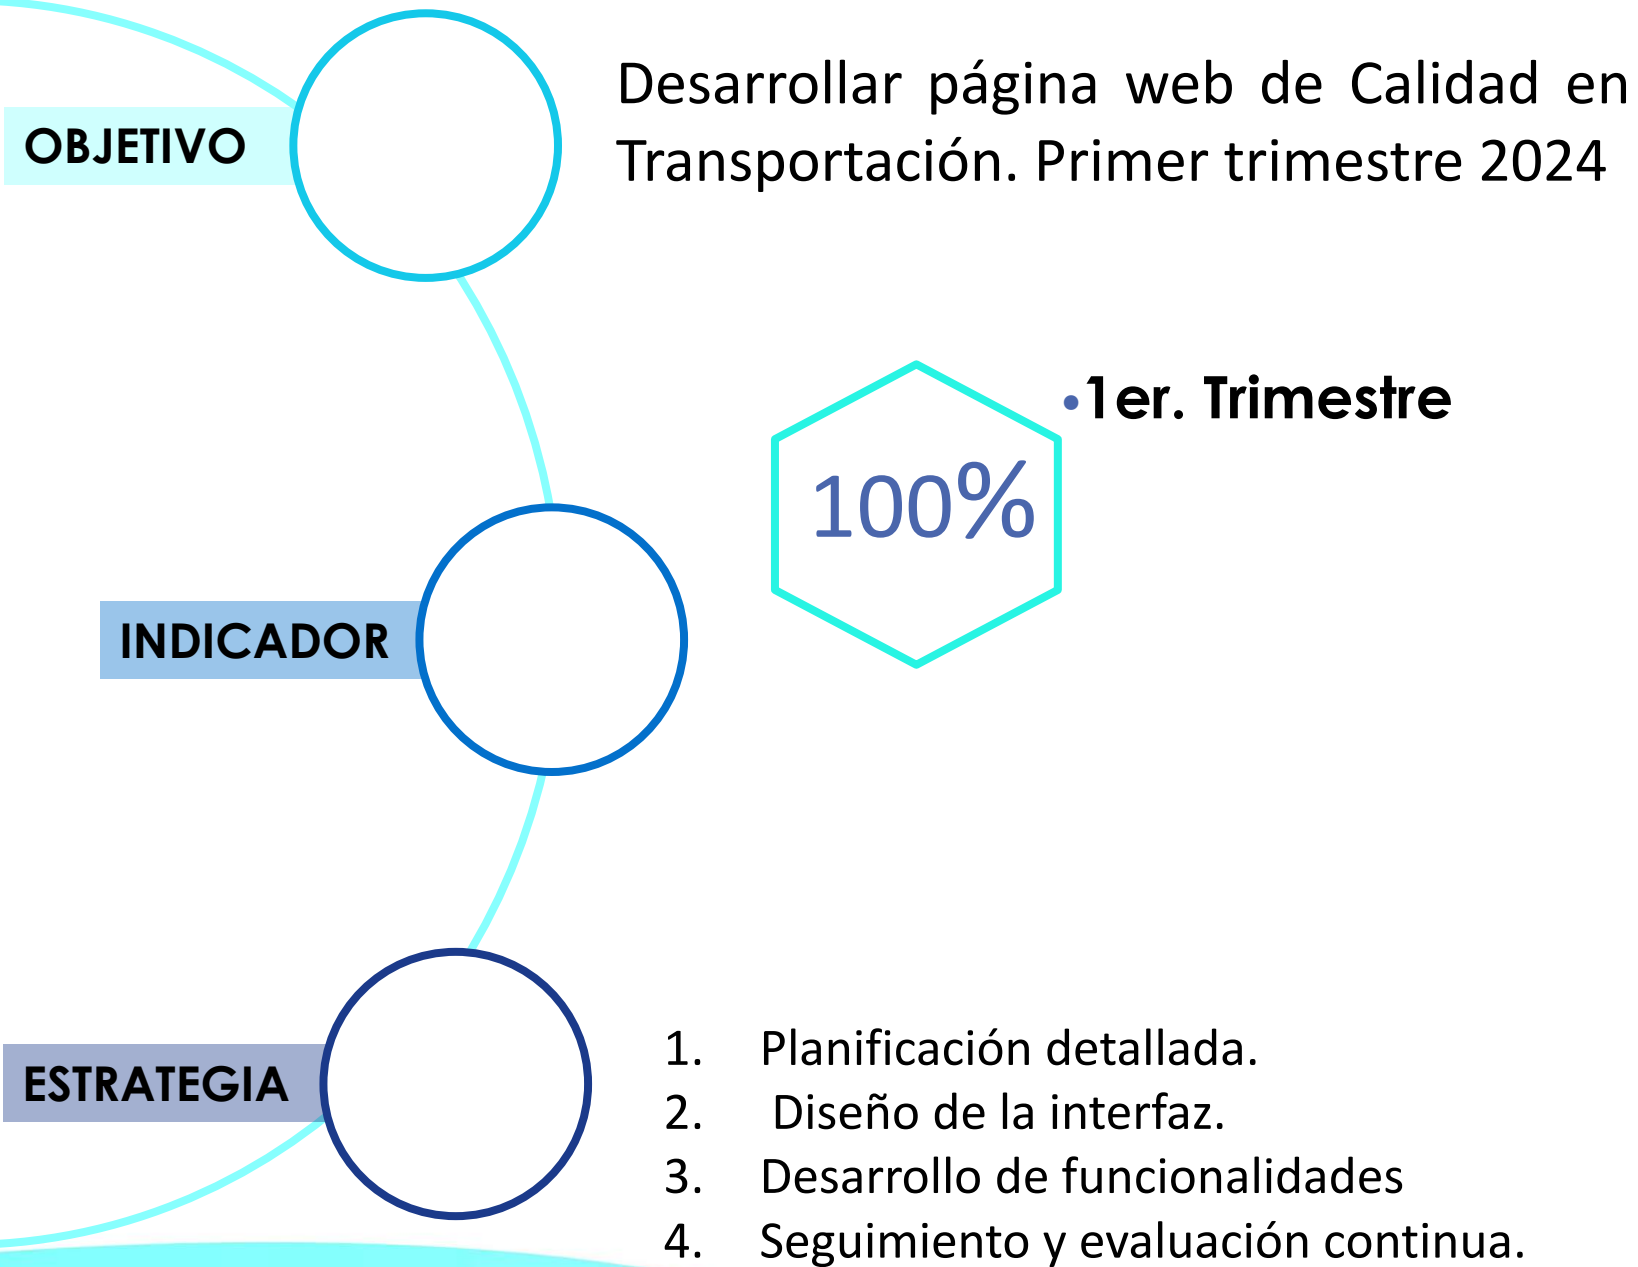 OBJETIVO
Desarrollar página web de Calidad en
Transportación. Primer trimestre 2024
•1er. Trimestre
100%
INDICADOR
ESTRATEGIA
1. Planificación detallada.
2. Diseño de la interfaz.
3. Desarrollo de funcionalidades
4. Seguimiento y evaluación continua.